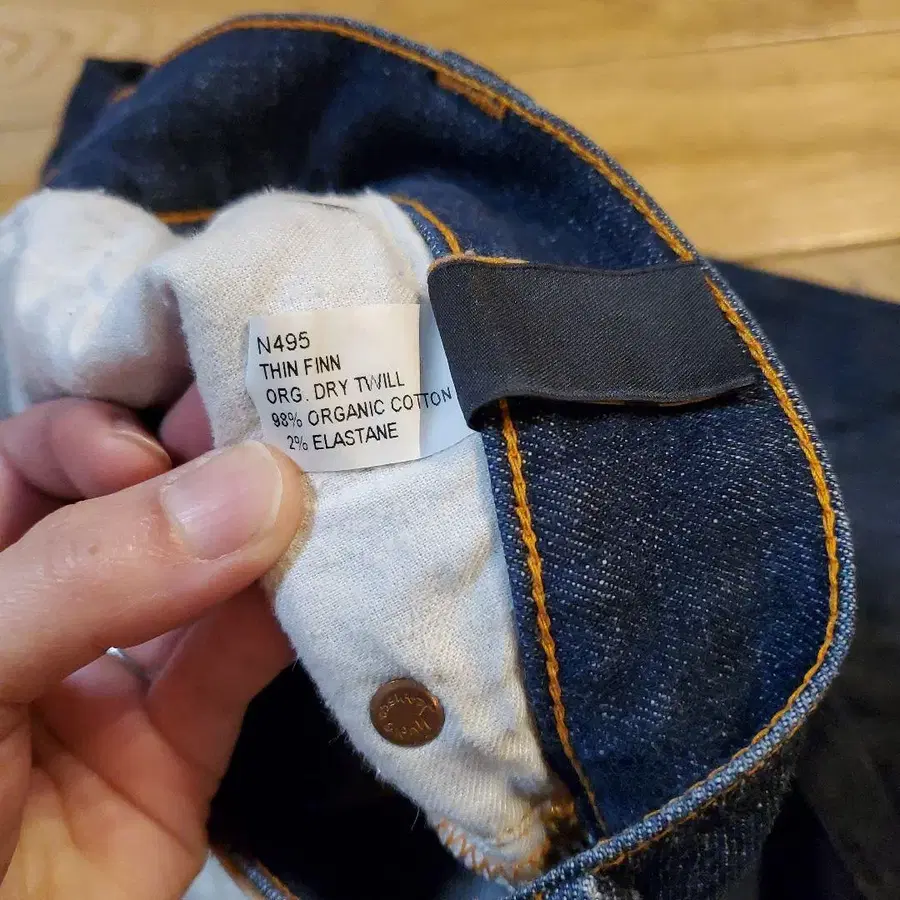 N495
THIN FINN
ORG. DRY TWILL
98% ORGANIC COTTON
2% ELASTANE